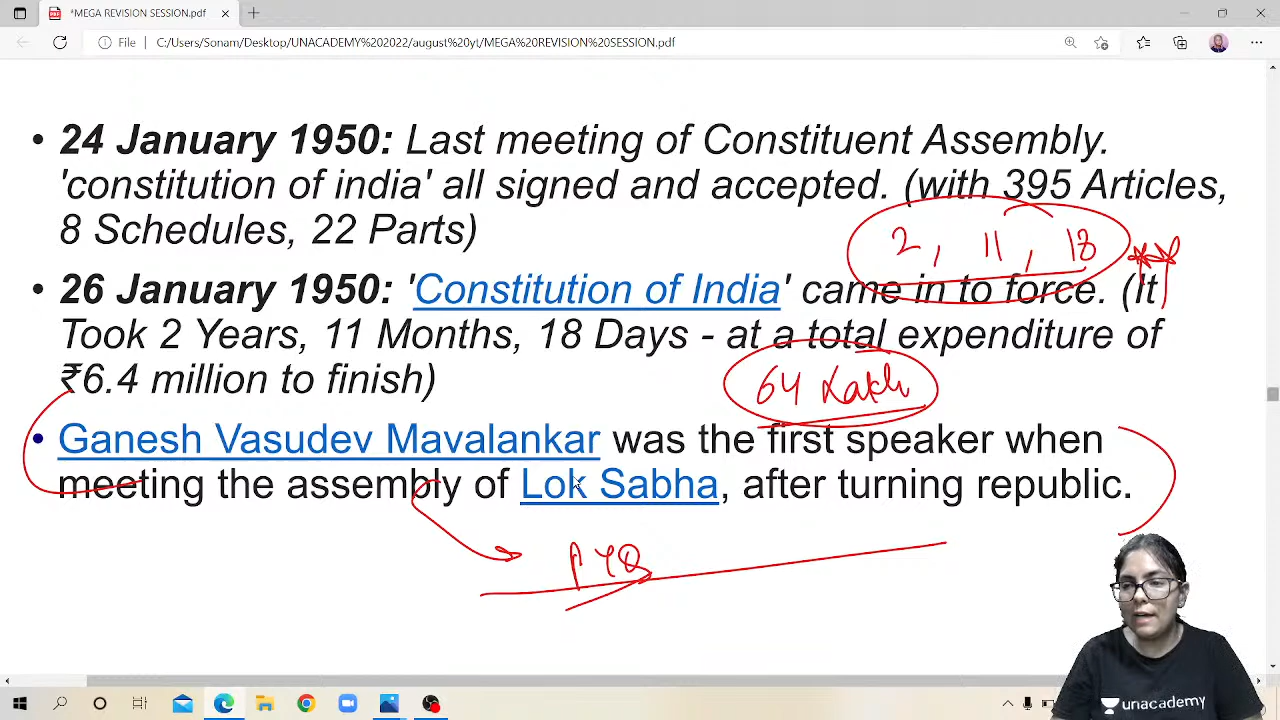 *MEGA REVISION SESSION.pdf
File
C:/Users/Sonam/Desktop/UNACADEMY%202022/august%20yt/MEGA%20REVISION%20SESSION.pdf
• 24 January 1950: Last meeting of Constituent Assembly.
'constitution of india' all signed and accepted. (with 395 Articles,
8 Schedules, 22 Parts)
2, 11, 18 **
• 26 January 1950: 'Constitution of India' came in to force. (It
Took 2 Years, 11 Months, 18 Days - at a total expenditure of
₹6.4 million to finish)
64 Lakh
• Ganesh Vasudev Mavalankar was the first speaker when
meeting the assembly of Lok Sabha, after turning republic.
PYQ
unacademy